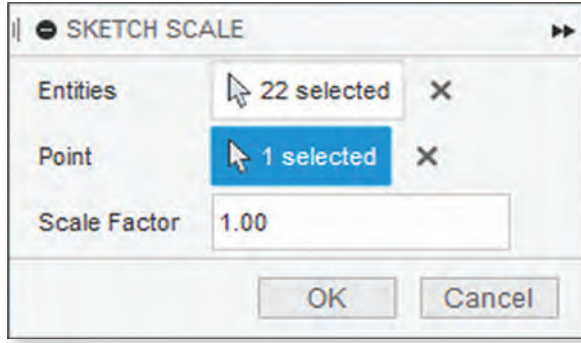 SKETCH SCALE
Entities 22 selected
Point 1 selected
Scale Factor 1.00
OK Cancel